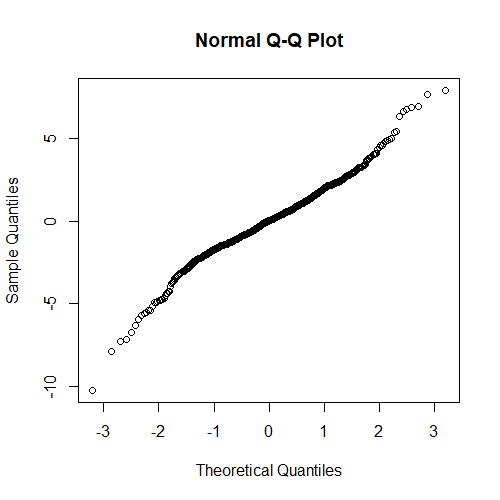 Normal Q-Q Plot
Sample Quantiles
5
0
-5
-10
-3 -2 -1 0 1 2 3
Theoretical Quantiles